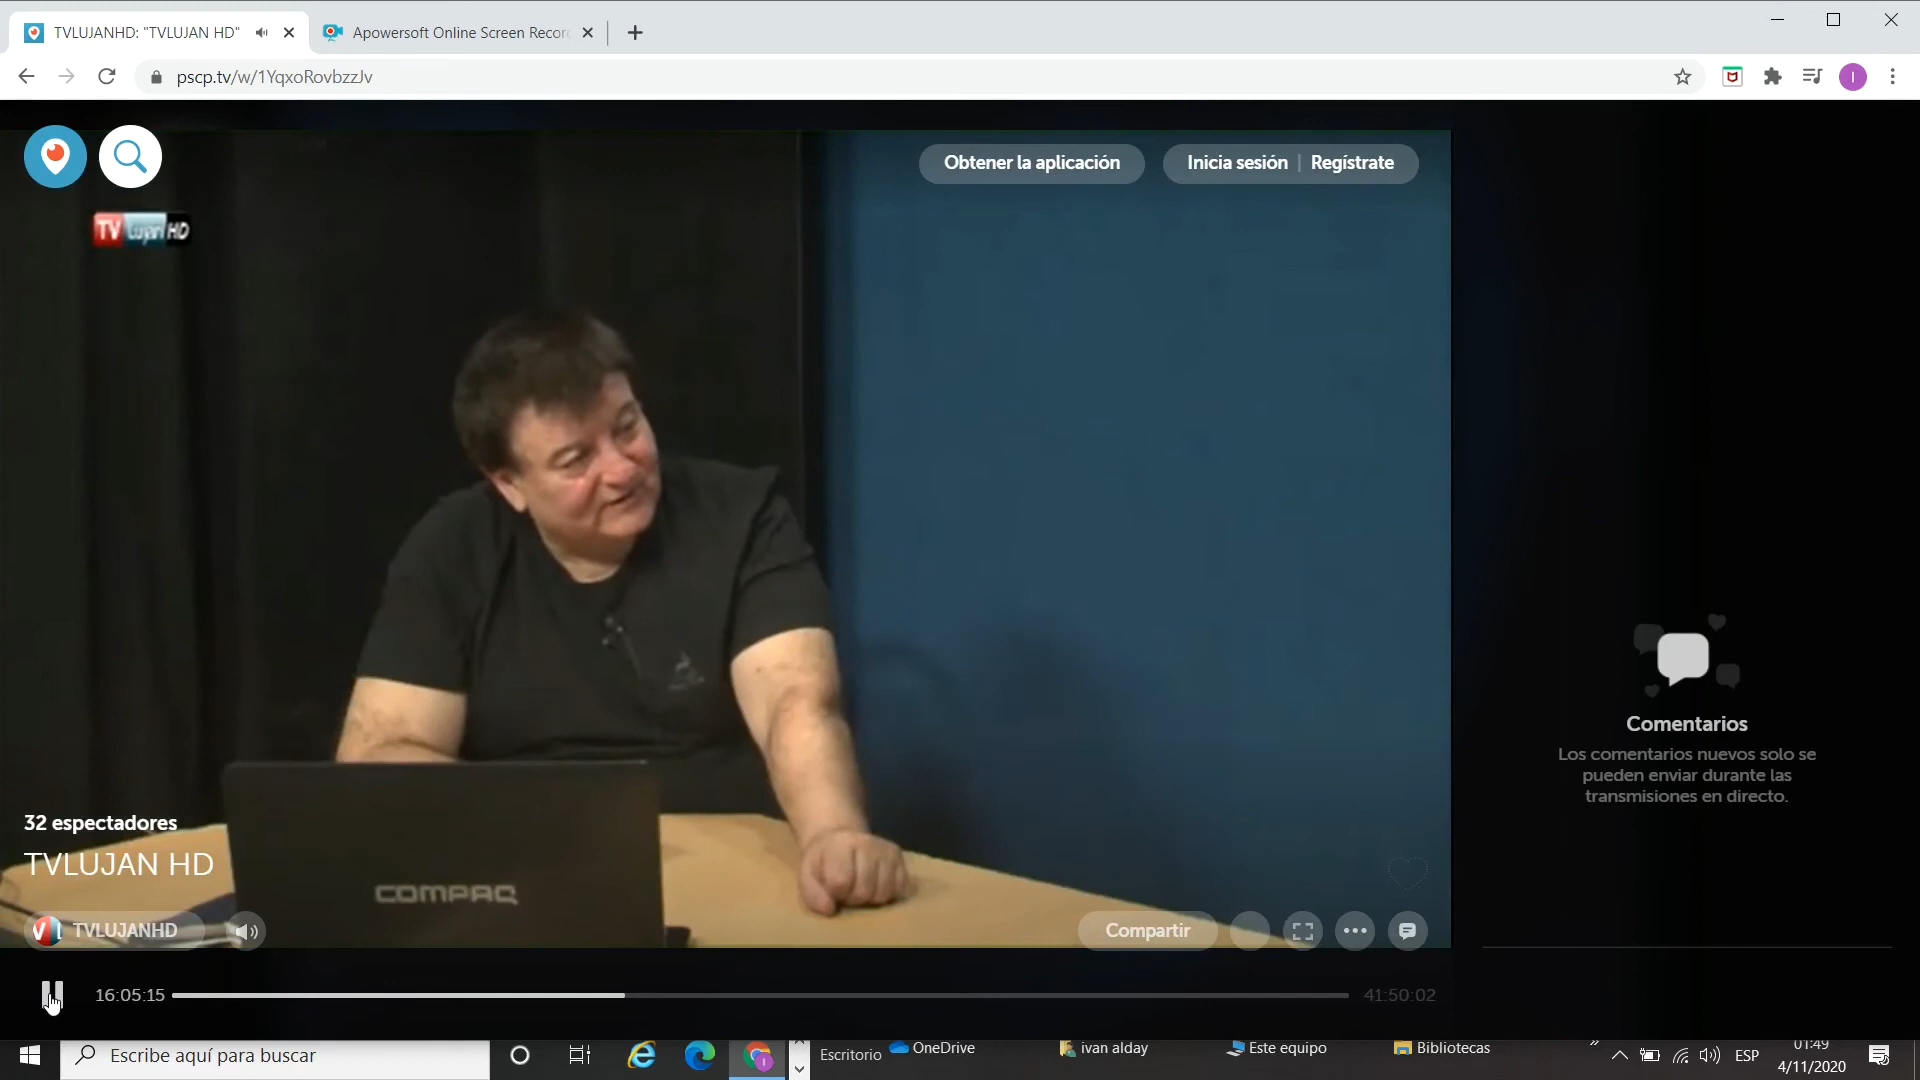 TVLUJANHD: "TVLUJAN HD"
Apowersoft Online Screen Recor
pscp.tv/w/1YqxoRovbzzJv
I
Obtener la aplicación
Inicia sesión | Regístrate
TV Lujan HD
Comentarios
Los comentarios nuevos solo se
pueden enviar durante las
transmisiones en directo.
32 espectadores
TVLUJAN HD
COMPAQ
TVLUJANHD
Compartir
16:05:15
41:50:02
Escribe aquí para buscar
Escritorio
OneDrive
ivan alday
Este equipo
Bibliotecas
ESP
01:49
4/11/2020